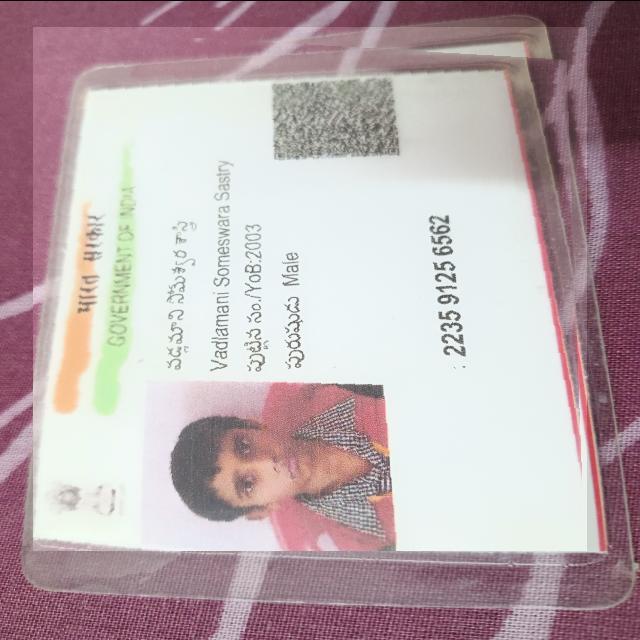 भारत सरकार
GOVERNMENT OF INDIA
వడ్లమాని సోమేశ్వర శాస్త్రి
Vadlamani Someswara Sastry
పుట్టిన సం./YoB:2003
పురుషుడు Male
: 2235 9125 6562